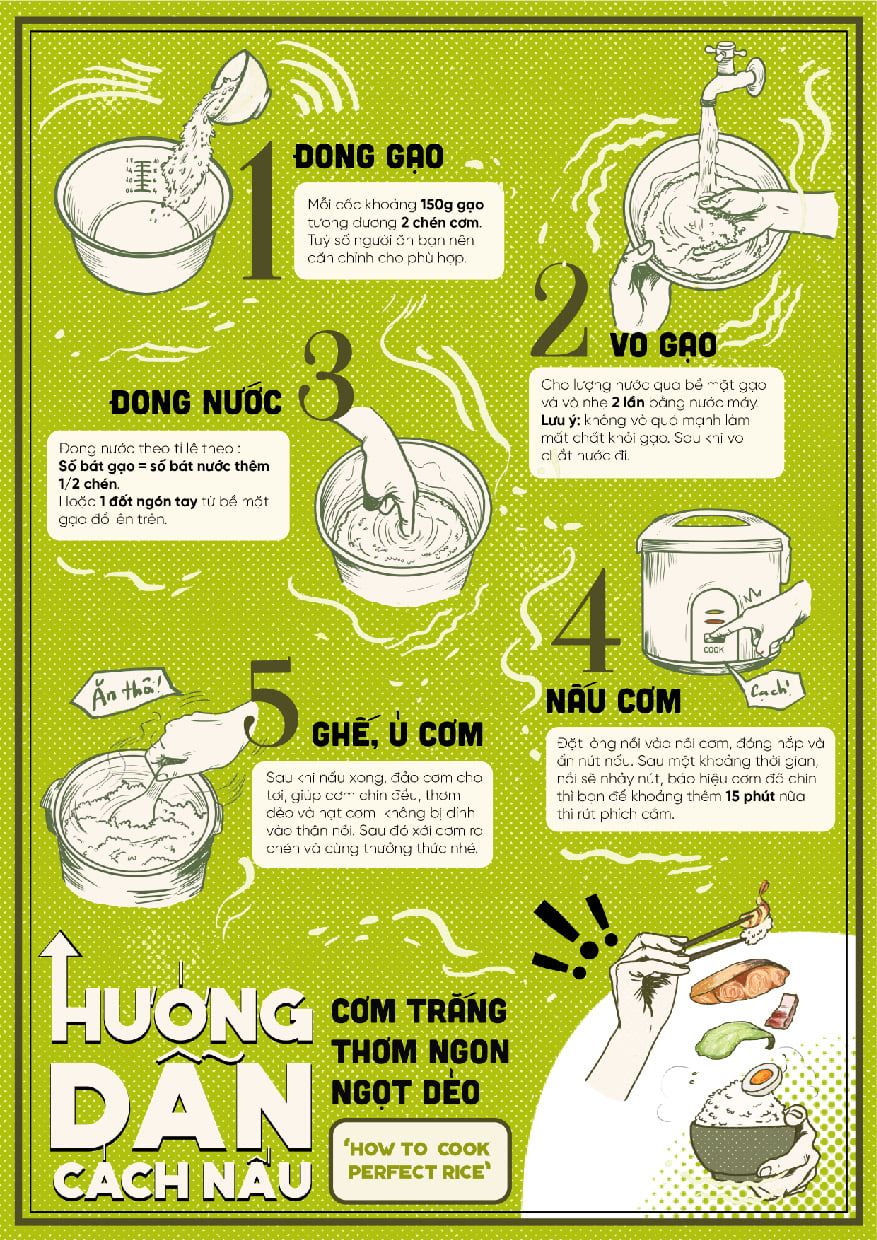 1
ĐONG GẠO
Mỗi cốc khoảng 150g gạo
tương đương 2 chén cơm.
Tuỳ số người ăn bạn nên
cần chỉnh cho phù hợp.
2
VO GẠO
Cho lượng nước qua bề mặt gạo
và vò nhẹ 2 lần bằng nước máy.
Lưu ý: không vò quá mạnh làm
mất chất khỏi gạo. Sau khi vo
chắt nước đi.
3
ĐONG NƯỚC
Đong nước theo tỉ lệ theo :
Số bát gạo = số bát nước thêm
1/2 chén.
Hoặc 1 đốt ngón tay từ bề mặt
gạo đổ lên trên.
COOK
Cạch!
4
NẤU CƠM
Đặt lòng nồi vào nồi cơm, đóng nắp và
ấn nút nấu. Sau một khoảng thời gian,
nồi sẽ nhảy nút, báo hiệu cơm đã chín
thì bạn để khoảng thêm 15 phút nữa
thì rút phích cắm.
Ăn thôi!
5
GHẾ, Ủ CƠM
Sau khi nấu xong, đảo cơm cho
tơi, giúp cơm chín đều, thơm
dẻo và hạt cơm không bị dính
vào thân nồi. Sau đó xới cơm ra
chén và cùng thưởng thức nhé.
HƯỚNG
DẪN
CÁCH NẤU
CƠM TRẮNG
THƠM NGON
NGỌT DẺO
‘HOW TO COOK
PERFECT RICE’